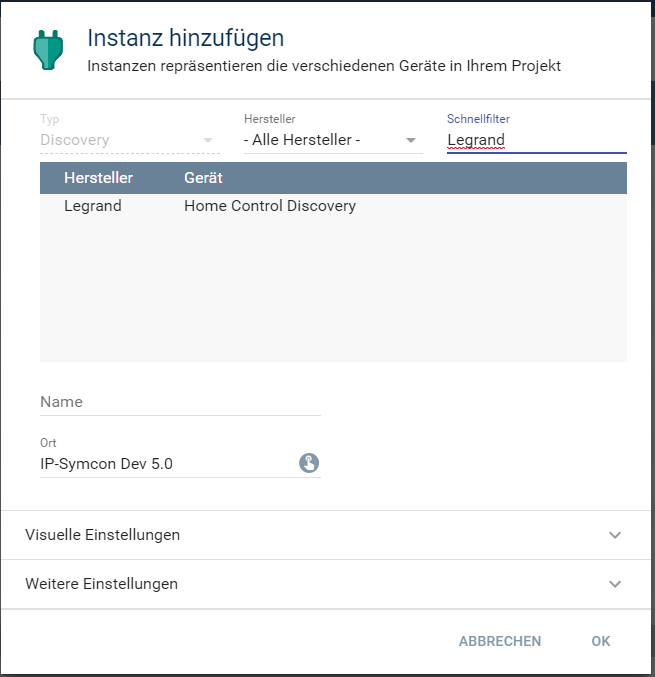 Instanz hinzufügen
Instanzen repräsentieren die verschiedenen Geräte in Ihrem Projekt
Typ Hersteller Schnellfilter
Discovery - Alle Hersteller - Legrand
Hersteller Gerät
Legrand Home Control Discovery
Name
Ort
IP-Symcon Dev 5.0
Visuelle Einstellungen
Weitere Einstellungen
ABBRECHEN OK